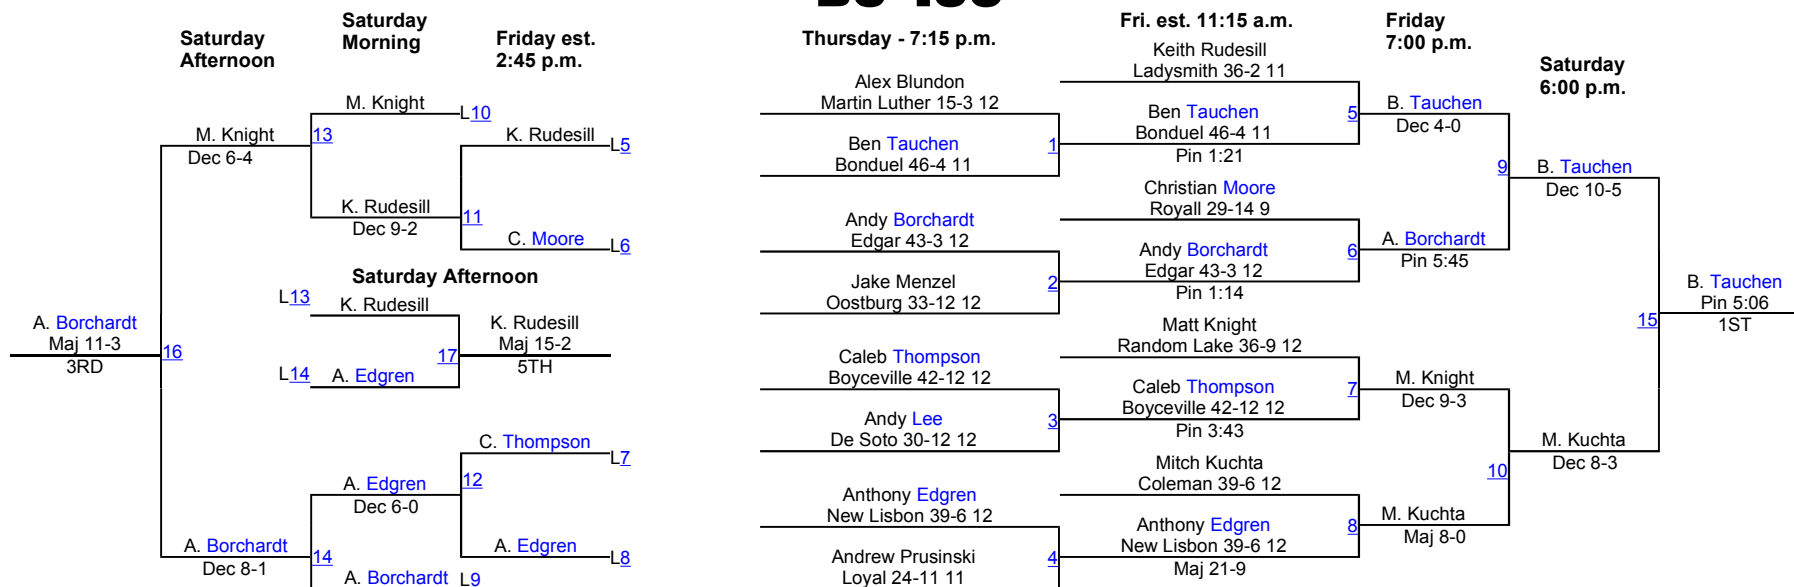 Saturday
Afternoon
Saturday
Morning
Friday est.
2:45 p.m.
M. Knight
L10
M. Knight
13
Dec 6-4
K. Rudesill
L5
K. Rudesill
11
Dec 9-2
C. Moore
L6
Saturday Afternoon
L13
K. Rudesill
A. Borchardt
Maj 11-3
3RD
16
K. Rudesill
Maj 15-2
5TH
17
L14
A. Edgren
C. Thompson
L7
A. Edgren
12
Dec 6-0
A. Borchardt
14
Dec 8-1
A. Edgren
L8
A. Borchardt
L9
Thursday - 7:15 p.m.
Fri. est. 11:15 a.m.
Friday
7:00 p.m.
Saturday
6:00 p.m.
Alex Blundon
Martin Luther 15-3 12
Ben Tauchen
Bonduel 46-4 11
1
Andy Borchardt
Edgar 43-3 12
Jake Menzel
Oostburg 33-12 12
2
Caleb Thompson
Boyceville 42-12 12
Andy Lee
De Soto 30-12 12
3
Anthony Edgren
New Lisbon 39-6 12
Andrew Prusinski
Loyal 24-11 11
4
Keith Rudesill
Ladysmith 36-2 11
Ben Tauchen
Bonduel 46-4 11
Pin 1:21
5
Christian Moore
Royall 29-14 9
Andy Borchardt
Edgar 43-3 12
Pin 1:14
6
Matt Knight
Random Lake 36-9 12
Caleb Thompson
Boyceville 42-12 12
Pin 3:43
7
Mitch Kuchta
Coleman 39-6 12
Anthony Edgren
New Lisbon 39-6 12
Maj 21-9
8
B. Tauchen
Dec 4-0
9
A. Borchardt
Pin 5:45
M. Knight
Dec 9-3
10
M. Kuchta
Maj 8-0
B. Tauchen
Dec 10-5
M. Kuchta
Dec 8-3
15
B. Tauchen
Pin 5:06
1ST